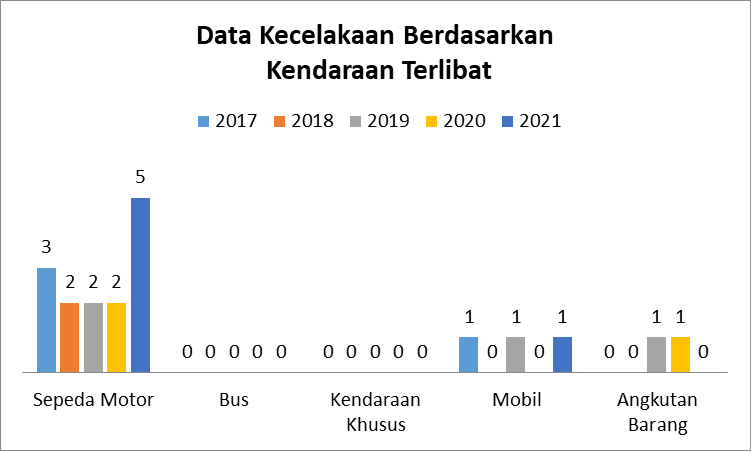 Data Kecelakaan Berdasarkan
Kendaraan Terlibat
2017 2018 2019 2020 2021
3 2 2 2 5
0 0 0 0 0
0 0 0 0 0
1 0 1 0 1
0 0 1 1 0
Sepeda Motor
Bus
Kendaraan
Khusus
Mobil
Angkutan
Barang